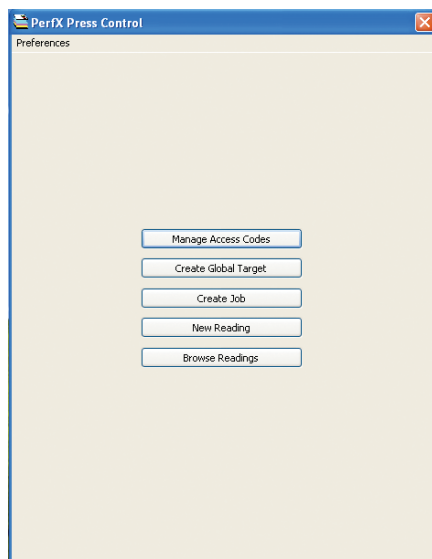 PerfX Press Control
Preferences
Manage Access Codes
Create Global Target
Create Job
New Reading
Browse Readings